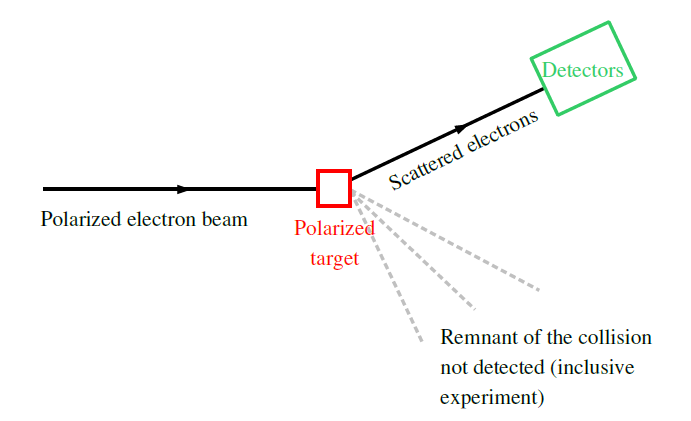 Detectors
Scattered electrons
Polarized electron beam
Polarized
target
Remnant of the collision
not detected (inclusive
experiment)